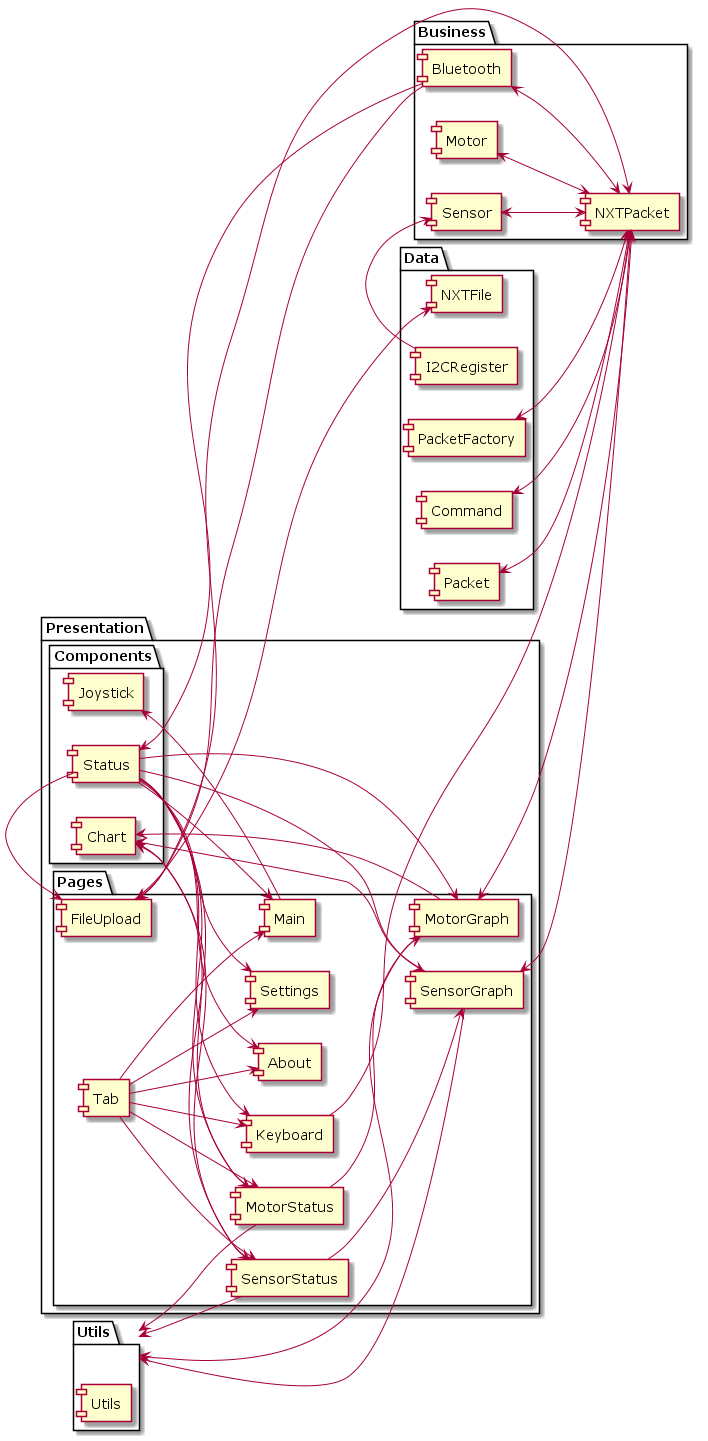 Business
Bluetooth
Motor
Sensor
NXTPacket
Data
NXTFile
I2CRegister
PacketFactory
Command
Packet
Presentation
Components
Joystick
Status
Chart
Pages
FileUpload
Main
MotorGraph
Settings
SensorGraph
About
Tab
Keyboard
MotorStatus
SensorStatus
Utils
Utils